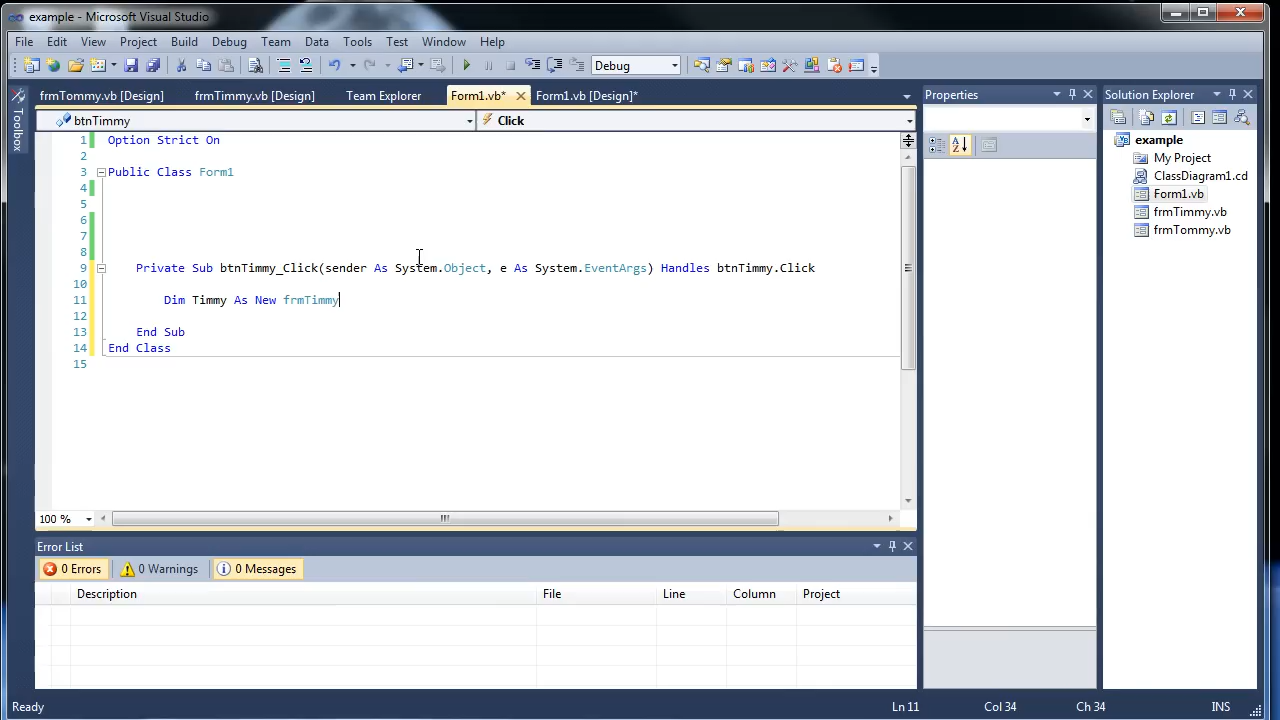 example - Microsoft Visual Studio
File Edit View Project Build Debug Team Data Tools Test Window Help
Debug
frmTommy.vb [Design] frmTimmy.vb [Design] Team Explorer Form1.vb* Form1.vb [Design]*
Toolbox
btnTimmy Click
1 Option Strict On
2
3 Public Class Form1
4
5
6
7
8
9 Private Sub btnTimmy_Click(sender As System.Object, e As System.EventArgs) Handles btnTimmy.Click
10
11 Dim Timmy As New frmTimmy
12
13 End Sub
14 End Class
15
100 %
Error List
0 Errors 0 Warnings 0 Messages
Description File Line Column Project
Properties
Solution Explorer
example
My Project
ClassDiagram1.cd
Form1.vb
frmTimmy.vb
frmTommy.vb
Ready Ln 11 Col 34 Ch 34 INS